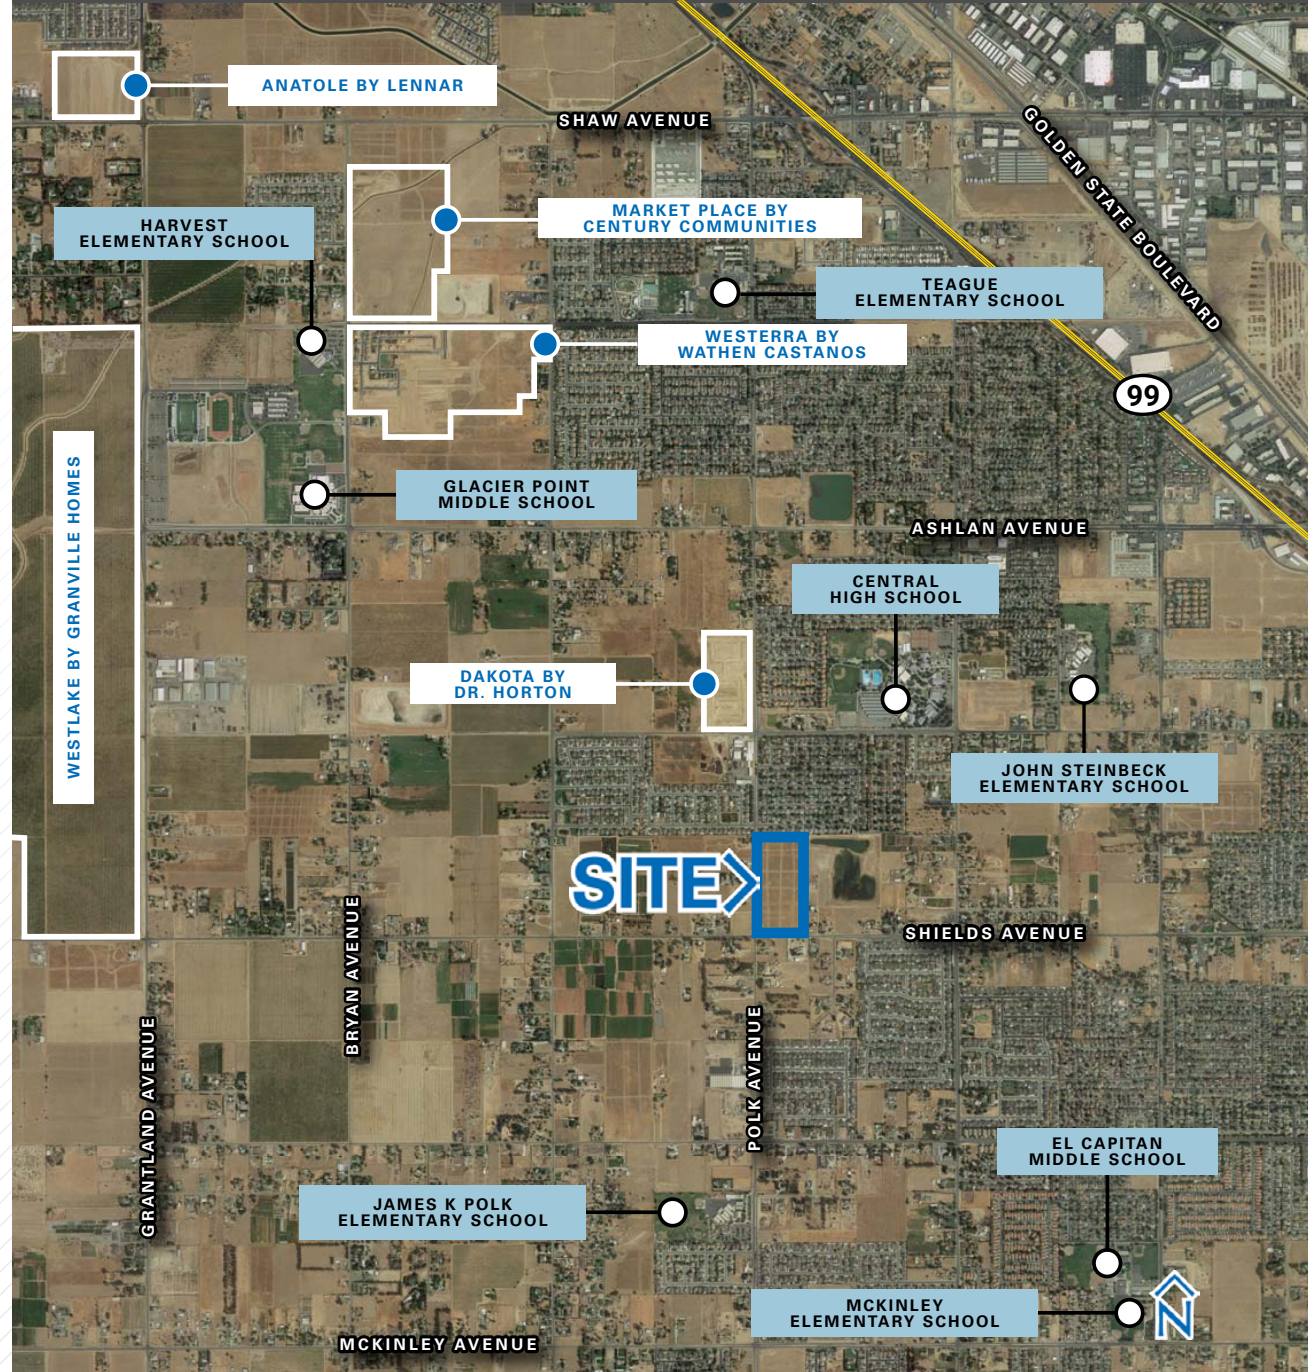 ANATOLE BY LENNAR
SHAW AVENUE
GOLDEN STATE BOULEVARD
MARKET PLACE BY
CENTURY COMMUNITIES
HARVEST
ELEMENTARY SCHOOL
TEAGUE
ELEMENTARY SCHOOL
WESTERRA BY
WATHEN CASTANOS
99
WESTLAKE BY GRANVILLE HOMES
GLACIER POINT
MIDDLE SCHOOL
ASHLAN AVENUE
CENTRAL
HIGH SCHOOL
DAKOTA BY
DR. HORTON
JOHN STEINBECK
ELEMENTARY SCHOOL
SITE
SHIELDS AVENUE
BRYAN AVENUE
GRANTLAND AVENUE
POLK AVENUE
EL CAPITAN
MIDDLE SCHOOL
JAMES K POLK
ELEMENTARY SCHOOL
MCKINLEY
ELEMENTARY SCHOOL
N
MCKINLEY AVENUE